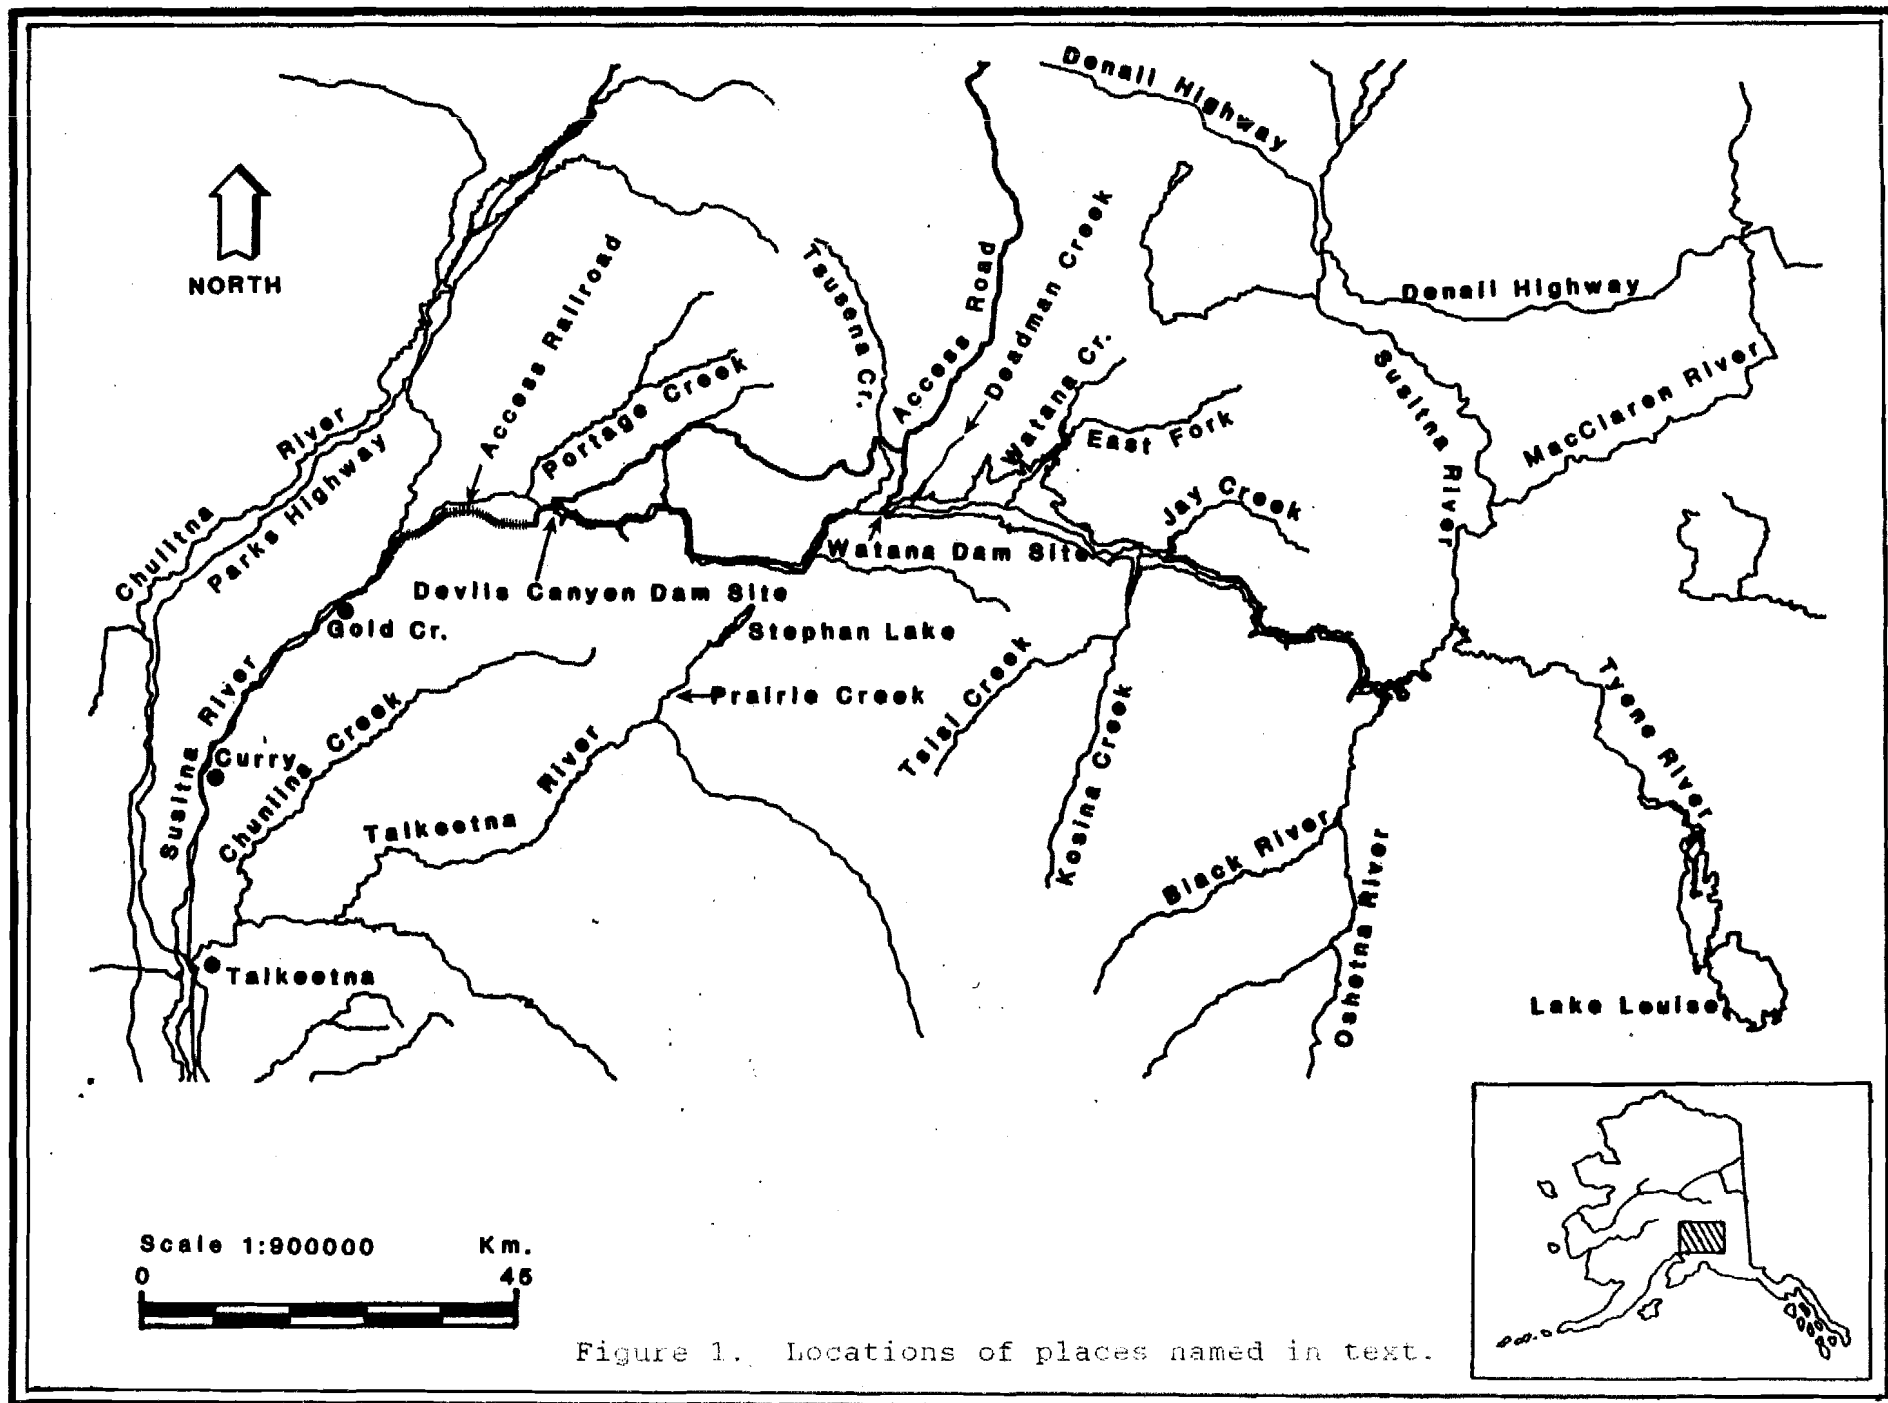 Denali Highway
Deadman Creek
Access Road
Access Railroad
Tsusena Cr.
NORTH
Denali Highway
Watana Cr.
East Fork
Portage Creek
Susitna River
MacClaren River
Chulitna River
Parks Highway
Jay Creek
Watana Dam Site
Devils Canyon Dam Site
Gold Cr.
Stephan Lake
Prairie Creek
Tsisi Creek
Kosina Creek
Tyene River
Susitna River
Curry
Chunilna Creek
Talkeetna River
Black River
Oshetna River
Talkeetna
Lake Louise
Scale 1:900000 Km.
0 45
Figure 1. Locations of places named in text.